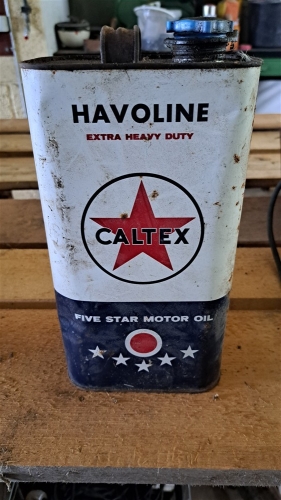 HAVOLINE
EXTRA HEAVY DUTY
CALTEX
FIVE STAR MOTOR OIL